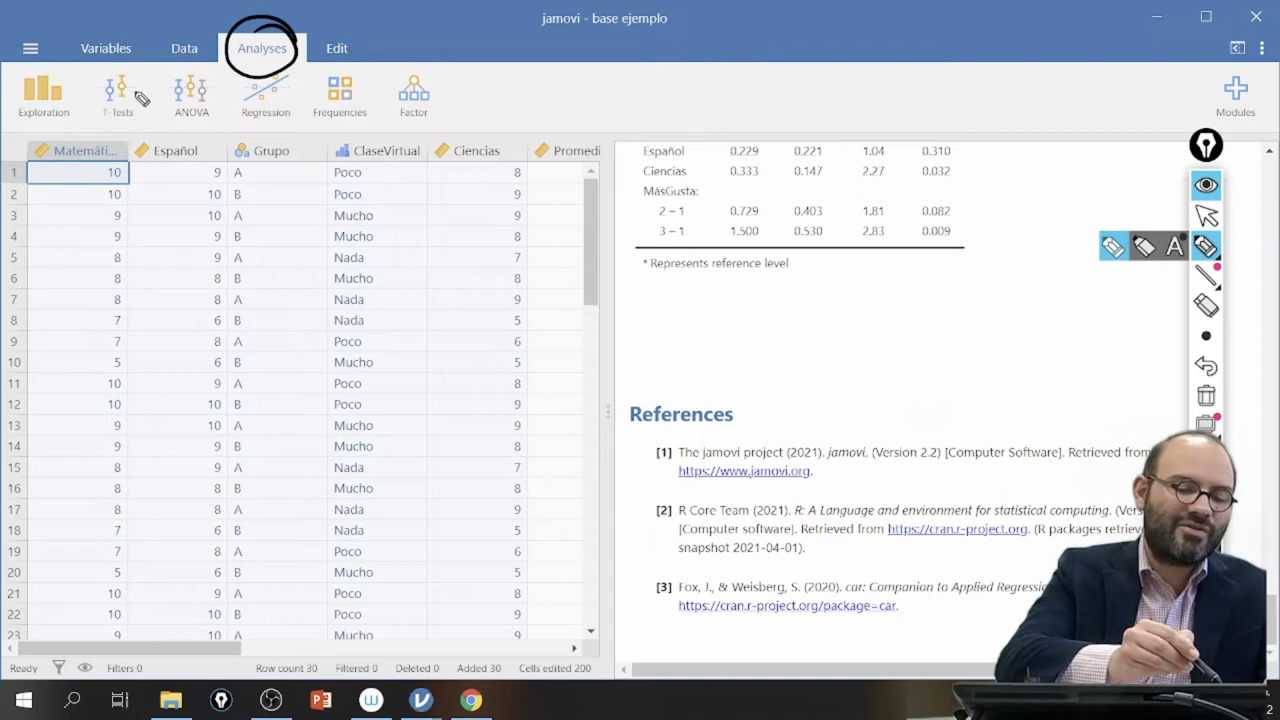 jamovi - base ejemplo
Variables Data Analyses Edit
Exploration T-Tests ANOVA Regression Frequencies Factor Modules
Matemáti... Español Grupo ClaseVirtual Ciencias Promedi
1 10 9 A Poco 8
2 10 10 B Poco 9
3 9 10 A Mucho 9
4 9 9 B Mucho 8
5 8 9 A Nada 7
6 8 8 B Mucho 8
7 8 8 A Nada 9
8 7 6 B Nada 5
9 7 8 A Poco 6
10 5 6 B Mucho 5
11 10 9 A Poco 8
12 10 10 B Poco 9
13 9 10 A Mucho 9
14 9 9 B Mucho 8
15 8 9 A Nada 7
16 8 8 B Mucho 8
17 8 8 A Nada 9
18 7 6 B Nada 5
19 7 8 A Poco 6
20 5 6 B Mucho 5
21 10 9 A Poco 8
22 10 10 B Poco 9
23 9 10 A Mucho 9
Ready Filters 0 Row count 30 Filtered 0 Deleted 0 Added 30 Cells edited 200
Español 0.229 0.221 1.04 0.310
Ciencias 0.333 0.147 2.27 0.032
MásGusta:
2 – 1 0.729 0.403 1.81 0.082
3 – 1 1.500 0.530 2.83 0.009
* Represents reference level
A
References
[1] The jamovi project (2021). jamovi. (Version 2.2) [Computer Software]. Retrieved from
https://www.jamovi.org.
[2] R Core Team (2021). R: A Language and environment for statistical computing. (Vers
[Computer software]. Retrieved from https://cran.r-project.org. (R packages retrieve
snapshot 2021-04-01).
[3] Fox, J., & Weisberg, S. (2020). car: Companion to Applied Regressio
https://cran.r-project.org/package=car.
2